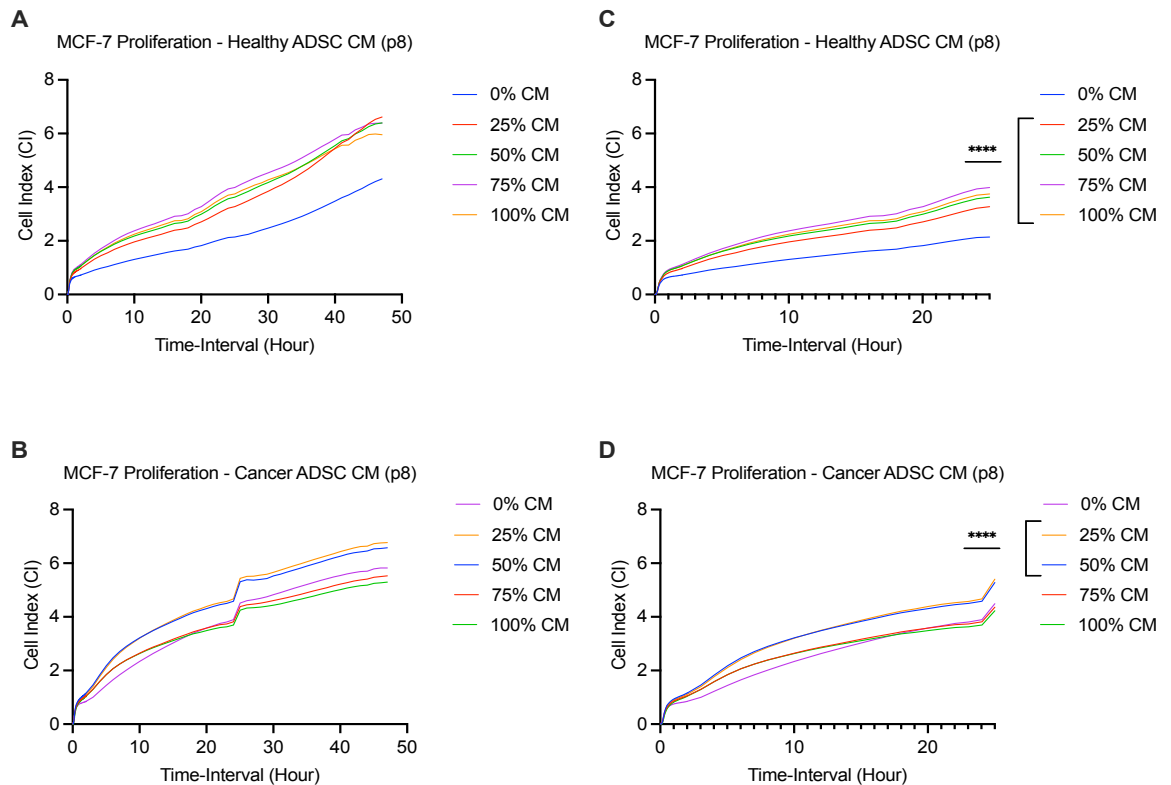 A
MCF-7 Proliferation - Healthy ADSC CM (p8)
Cell Index (CI)
8
6
4
2
0
0 10 20 30 40 50
Time-Interval (Hour)
0% CM
25% CM
50% CM
75% CM
100% CM
C
MCF-7 Proliferation - Healthy ADSC CM (p8)
Cell Index (CI)
8
6
4
2
0
0 10 20
Time-Interval (Hour)
****
0% CM
25% CM
50% CM
75% CM
100% CM
B
MCF-7 Proliferation - Cancer ADSC CM (p8)
Cell Index (CI)
8
6
4
2
0
0 10 20 30 40 50
Time-Interval (Hour)
0% CM
25% CM
50% CM
75% CM
100% CM
D
MCF-7 Proliferation - Cancer ADSC CM (p8)
Cell Index (CI)
8
6
4
2
0
0 10 20
Time-Interval (Hour)
****
0% CM
25% CM
50% CM
75% CM
100% CM